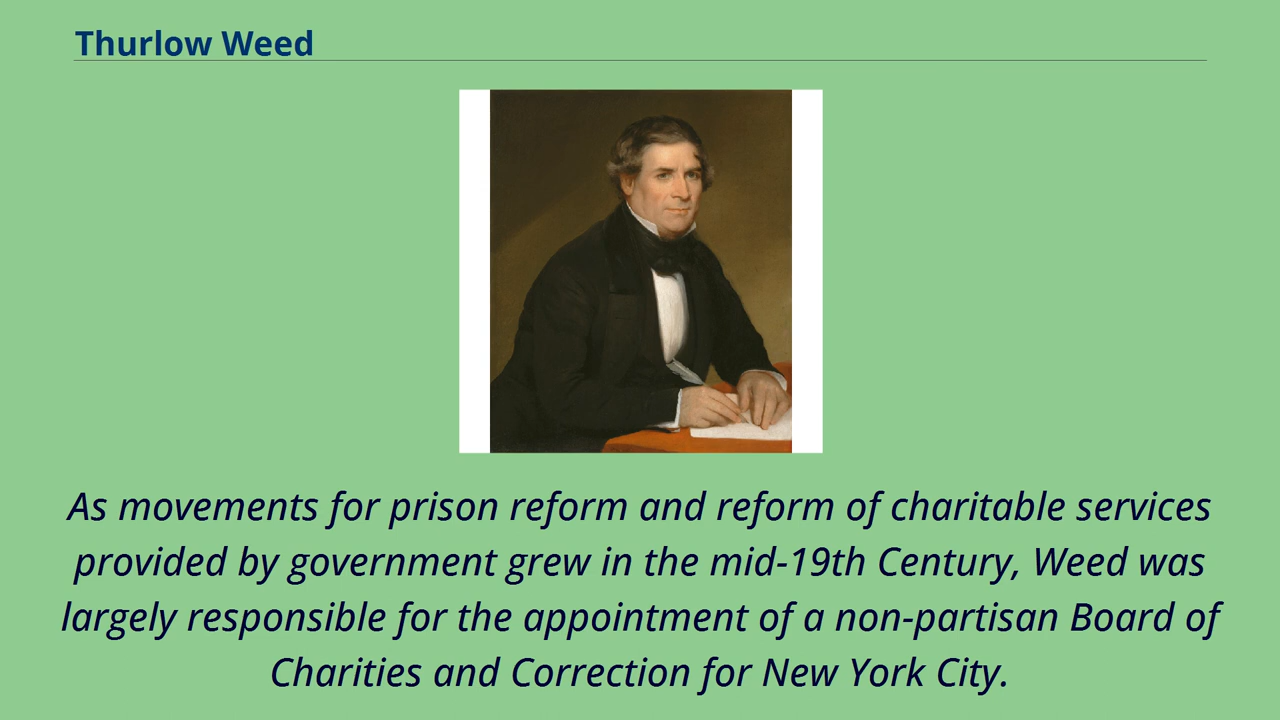 Thurlow Weed
As movements for prison reform and reform of charitable services
provided by government grew in the mid-19th Century, Weed was
largely responsible for the appointment of a non-partisan Board of
Charities and Correction for New York City.